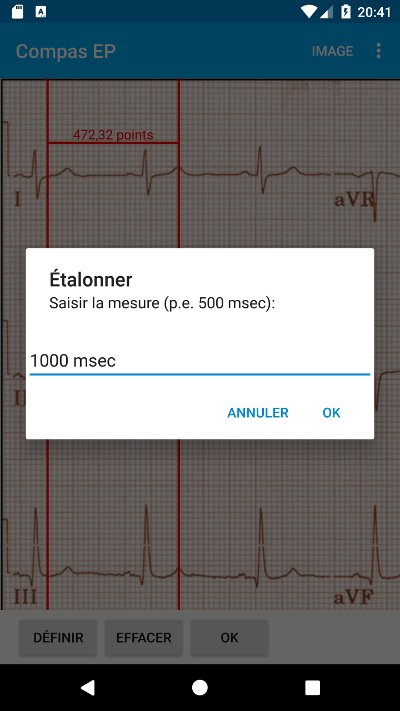 20:41
Compas EP
IMAGE
472,32 points
I
aVR
Étalonner
Saisir la mesure (p.e. 500 msec):
1000 msec
ANNULER
OK
III
aVF
DÉFINIR
EFFACER
OK